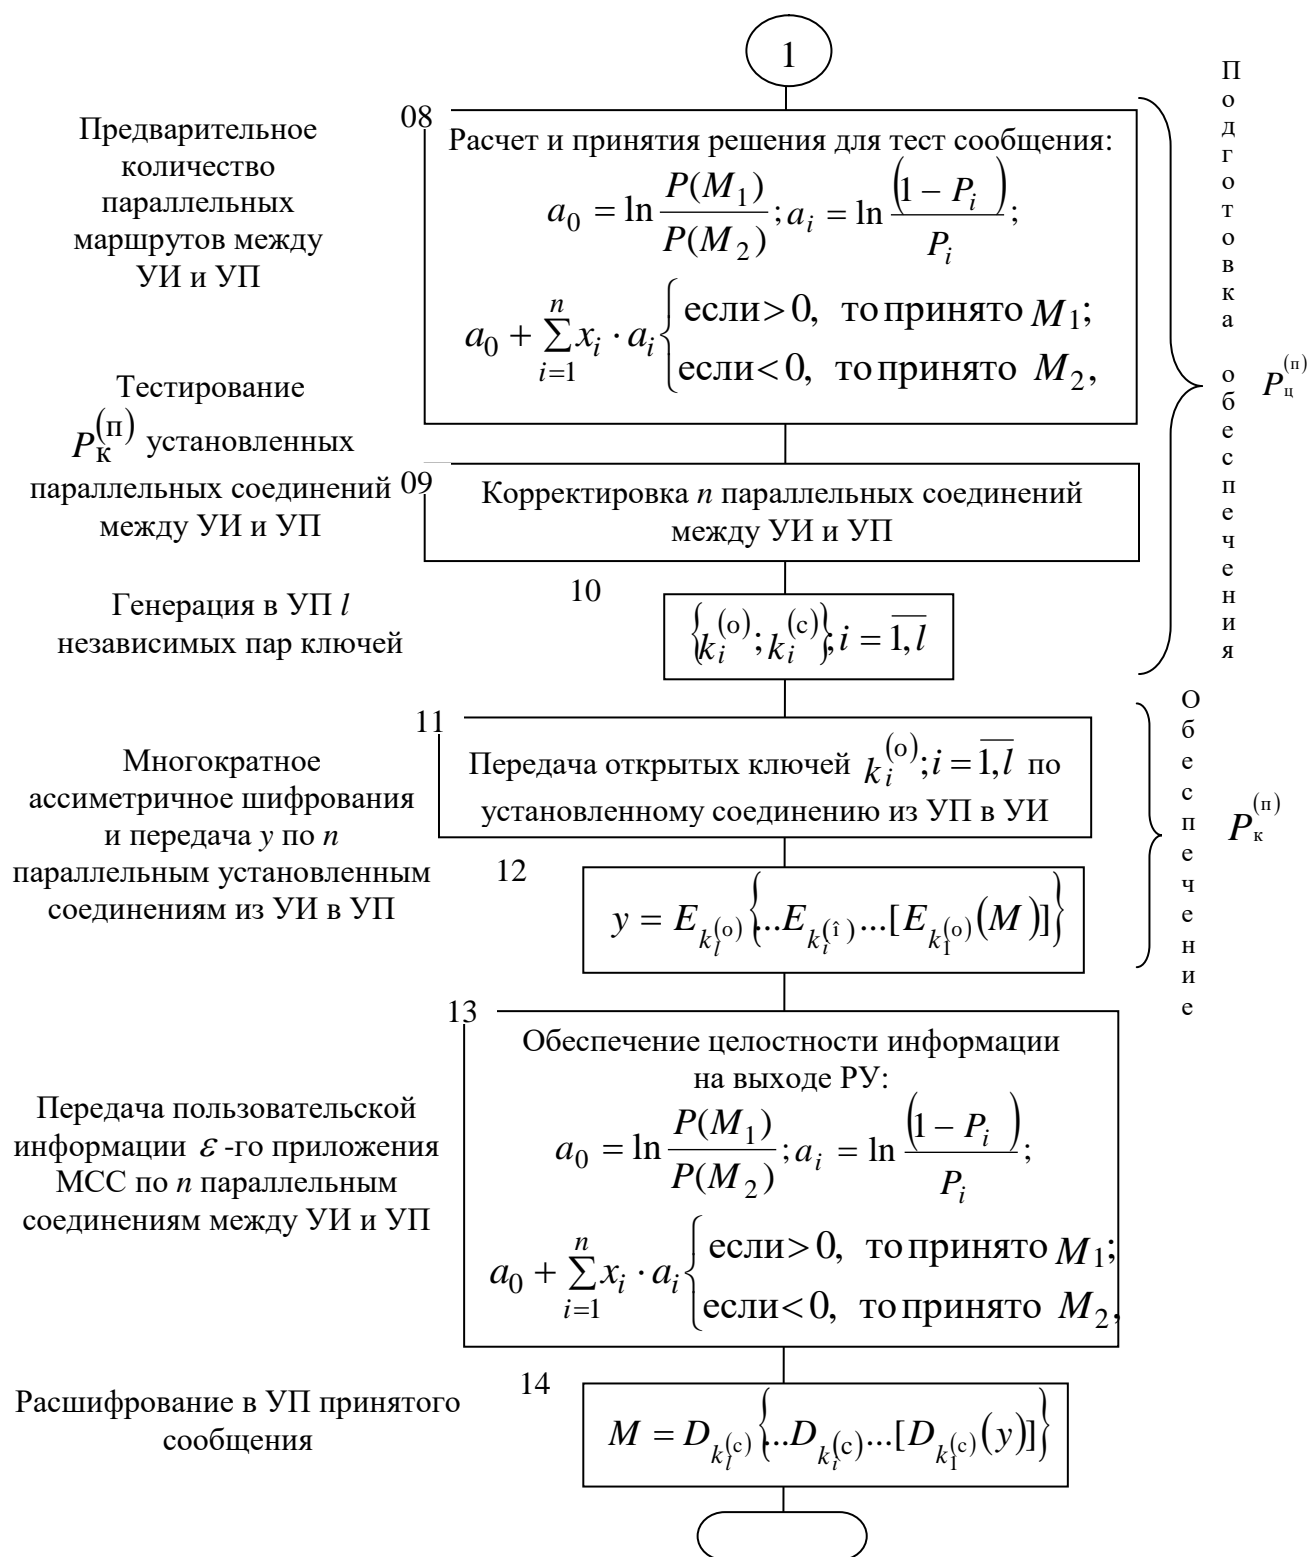 1
Предварительное
количество
параллельных
маршрутов между
УИ и УП
08
Расчет и принятия решения для тест сообщения:
a₀ = ln P(M₁)/P(M₂); aᵢ = ln (1 − Pᵢ)/Pᵢ;
a₀ + ∑ⁿᵢ₌₁ xᵢ · aᵢ {
если > 0, то принято M₁;
если < 0, то принято M₂,
Тестирование
P_к^(п) установленных
параллельных соединений
между УИ и УП
09
Корректировка n параллельных соединений
между УИ и УП
Генерация в УП l
независимых пар ключей
10
{k_i^(о); k_i^(с)}; i = 1,l
Подготовка обеспечения
P_ц^(п)
Многократное
ассиметричное шифрования
и передача y по n
параллельным установленным
соединениям из УИ в УП
11
Передача открытых ключей k_i^(о); i = 1,l по
установленному соединению из УП в УИ
12
y = E_{k_l^(о)} {...E_{k_i^(î)}...[E_{k_1^(о)}(M)]}
Обеспечение
P_к^(п)
Передача пользовательской
информации ε -го приложения
МСС по n параллельным
соединениям между УИ и УП
13
Обеспечение целостности информации
на выходе РУ:
a₀ = ln P(M₁)/P(M₂); aᵢ = ln (1 − Pᵢ)/Pᵢ;
a₀ + ∑ⁿᵢ₌₁ xᵢ · aᵢ {
если > 0, то принято M₁;
если < 0, то принято M₂,
Расшифрование в УП принятого
сообщения
14
M = D_{k_l^(с)} {...D_{k_i^(с)}...[D_{k_1^(с)}(y)]}